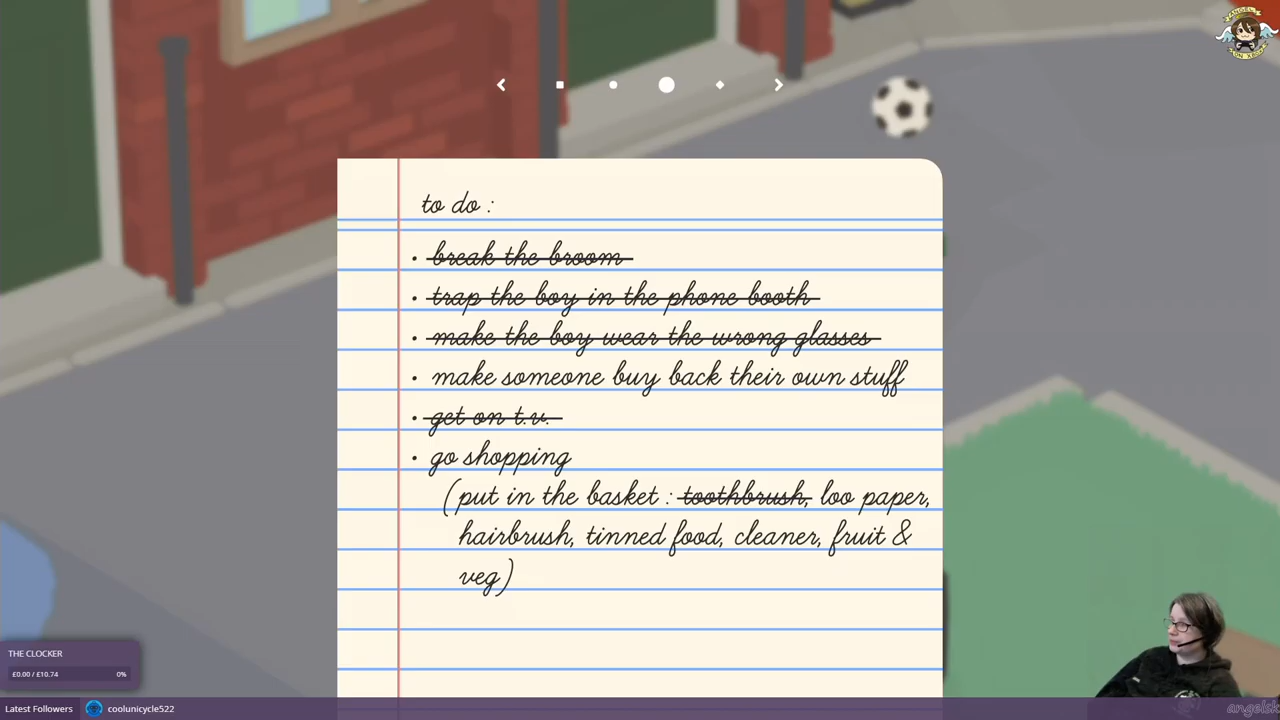 to do :
• break the broom
• trap the boy in the phone booth
• make the boy wear the wrong glasses
• make someone buy back their own stuff
• get on t.v.
• go shopping
(put in the basket : toothbrush, loo paper,
hairbrush, tinned food, cleaner, fruit &
veg)
THE CLOCKER
£0.00 / £10.74 0%
Latest Followers coolunicycle522
angelsk